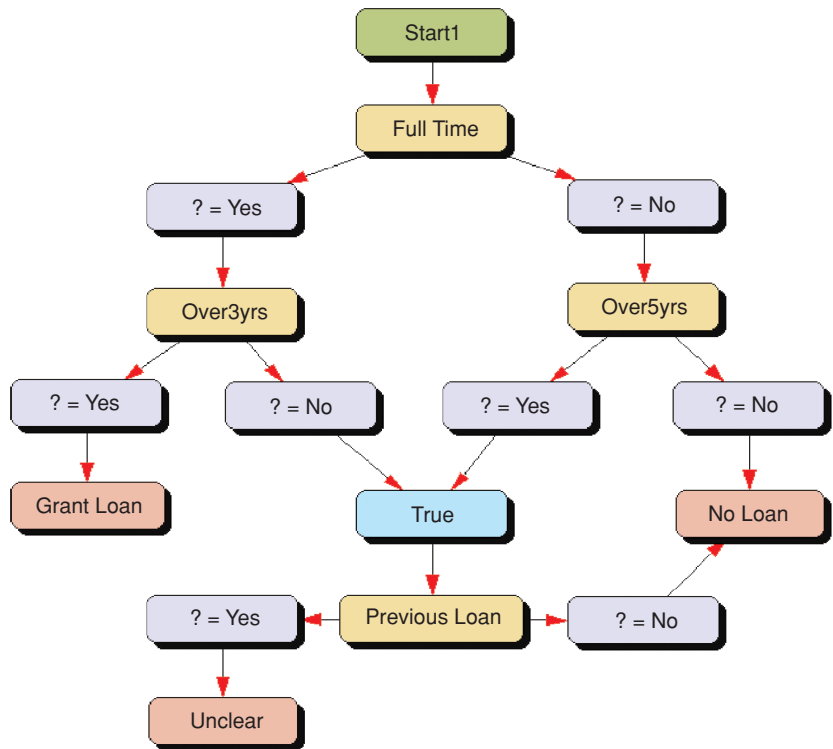 Start1
Full Time
? = Yes
? = No
Over3yrs
Over5yrs
? = Yes
? = No
? = Yes
? = No
Grant Loan
True
No Loan
? = Yes
Previous Loan
? = No
Unclear